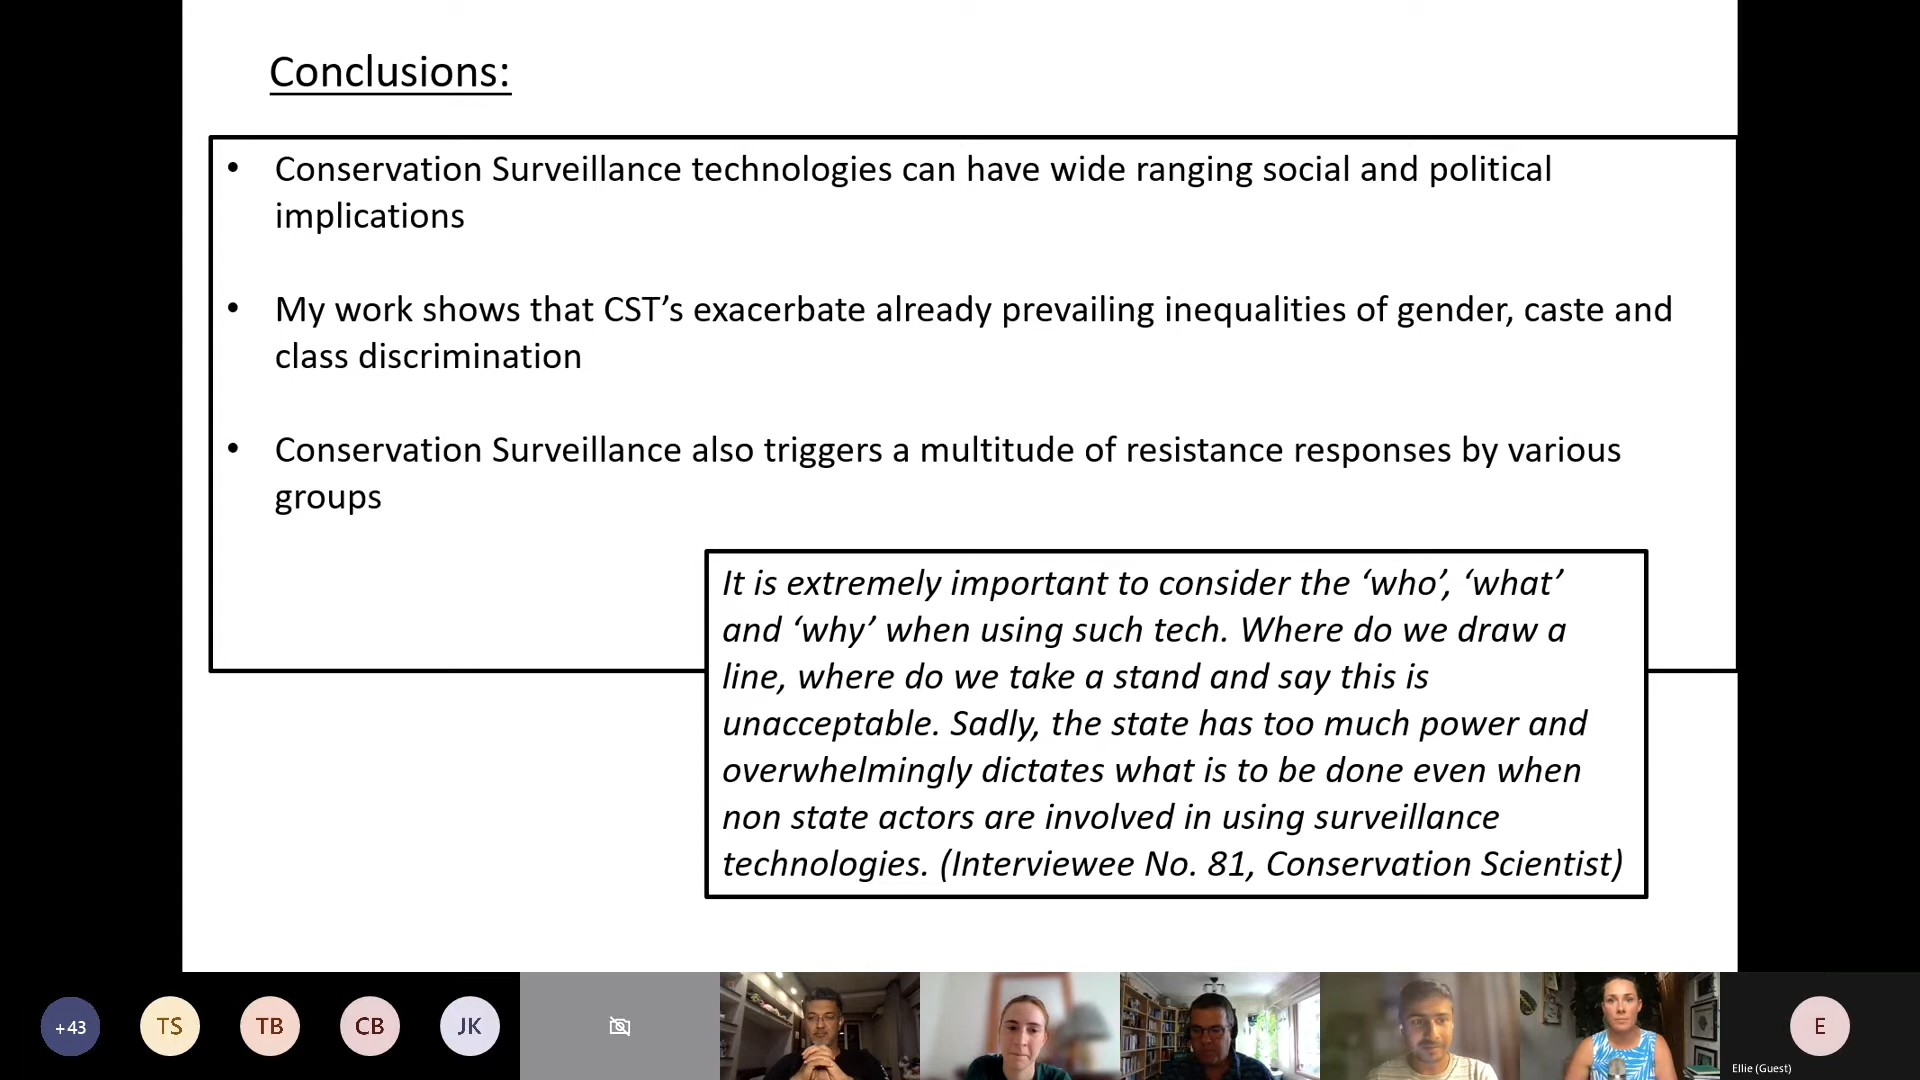 Conclusions:
• Conservation Surveillance technologies can have wide ranging social and political
implications
• My work shows that CST’s exacerbate already prevailing inequalities of gender, caste and
class discrimination
• Conservation Surveillance also triggers a multitude of resistance responses by various
groups
It is extremely important to consider the ‘who’, ‘what’
and ‘why’ when using such tech. Where do we draw a
line, where do we take a stand and say this is
unacceptable. Sadly, the state has too much power and
overwhelmingly dictates what is to be done even when
non state actors are involved in using surveillance
technologies. (Interviewee No. 81, Conservation Scientist)
+43
TS
TB
CB
JK
E
Ellie (Guest)